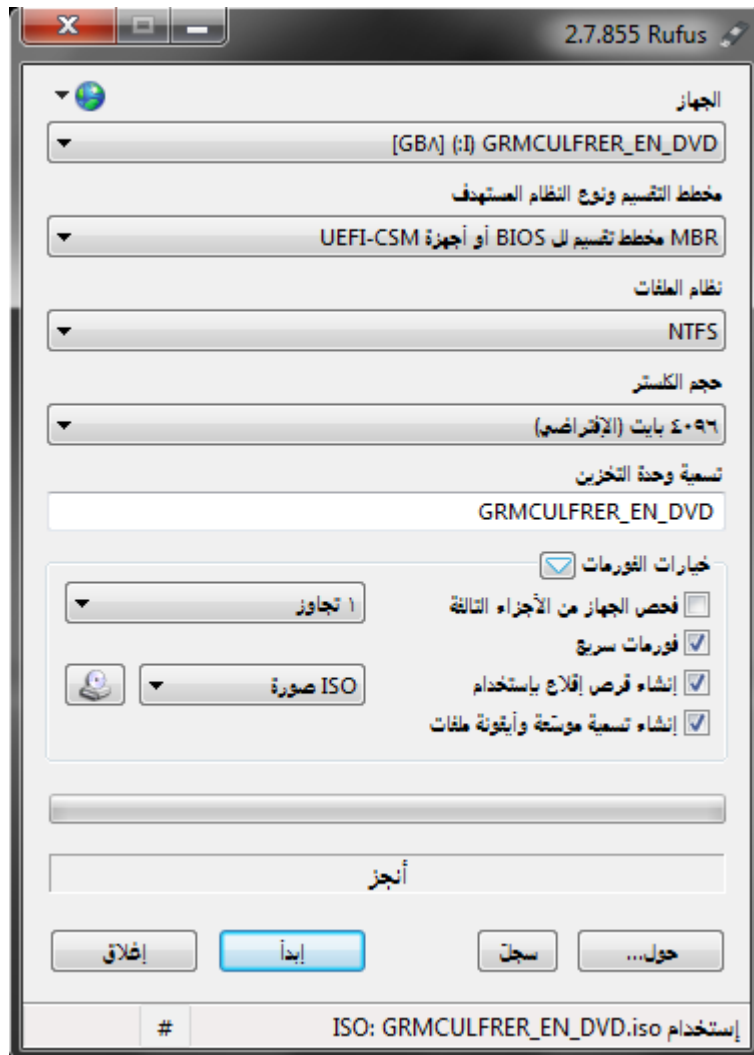 2.7.855 Rufus
الجهاز
[GB٨] (:I) GRMCULFRER_EN_DVD
مخطط التقسيم ونوع النظام المستهدف
MBR مخطط تقسيم لل BIOS أو أجهزة UEFI-CSM
نظام الملفات
NTFS
حجم الكلستر
٤٠٩٦ بايت (الإفتراضي)
تسمية وحدة التخزين
GRMCULFRER_EN_DVD
خيارات الفورمات
فحص الجهاز من الأجزاء التالفة ١ تجاوز
فورمات سريع
إنشاء قرص إقلاع بإستخدام ISO صورة
إنشاء تسمية موسّعة وأيقونة ملفات
أنجز
حول... سجلّ إبدأ إغلاق
إستخدام ISO: GRMCULFRER_EN_DVD.iso #